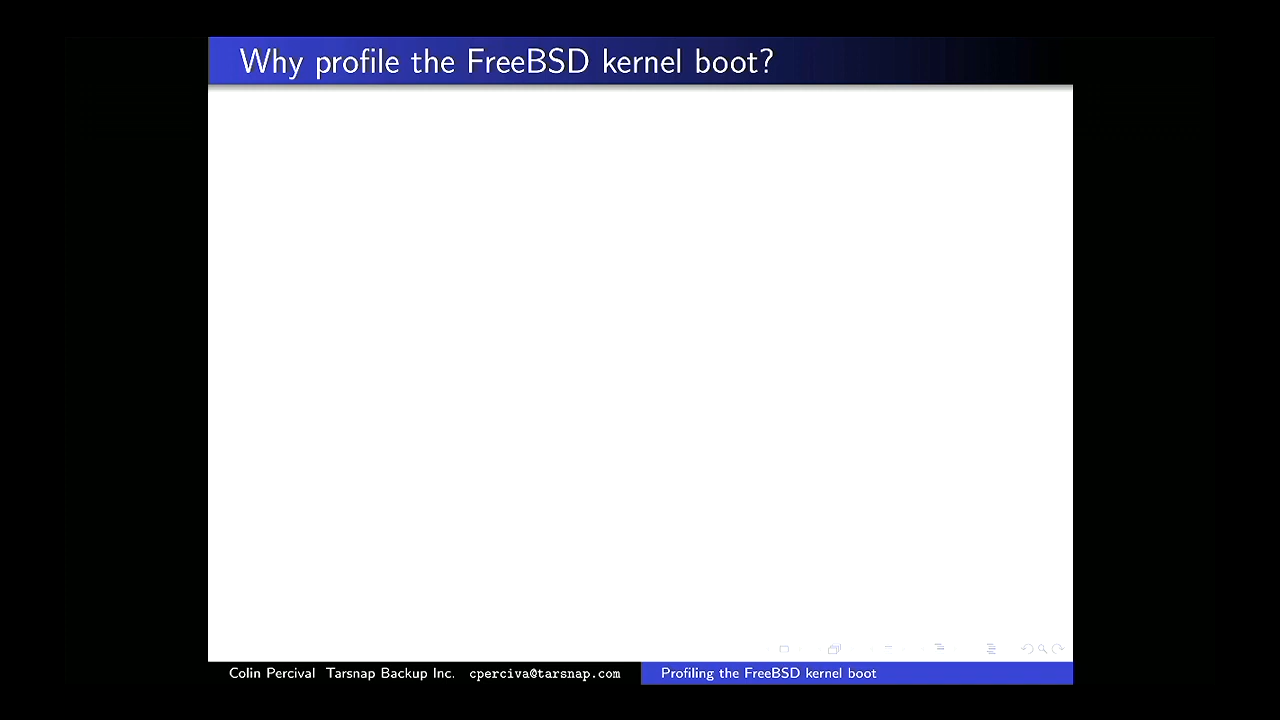 Why profile the FreeBSD kernel boot?
Colin Percival Tarsnap Backup Inc. cperciva@tarsnap.com
Profiling the FreeBSD kernel boot